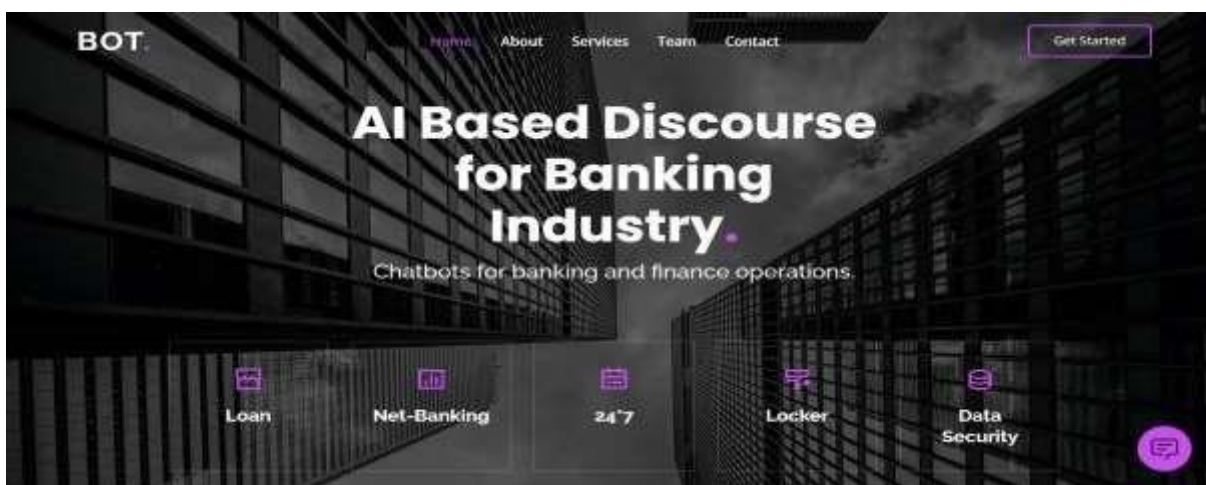 BOT.
Home About Services Team Contact
Get Started
AI Based Discourse
for Banking
Industry.
Chatbots for banking and finance operations.
Loan
Net-Banking
24*7
Locker
Data
Security